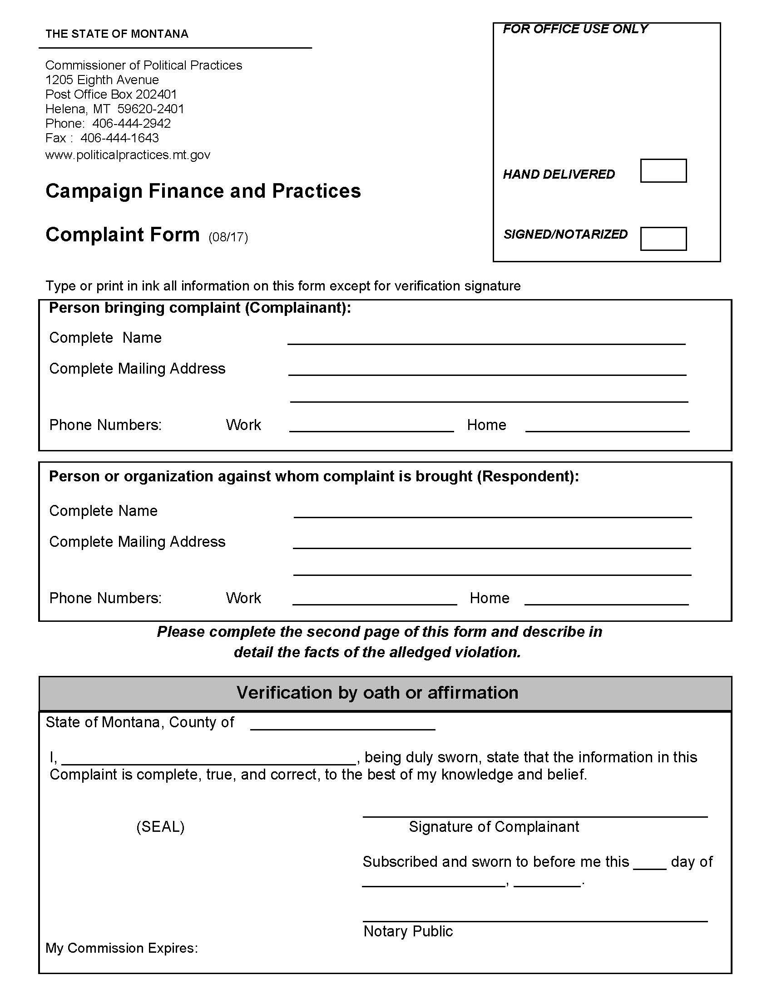 THE STATE OF MONTANA
FOR OFFICE USE ONLY
Commissioner of Political Practices
1205 Eighth Avenue
Post Office Box 202401
Helena, MT  59620-2401
Phone:  406-444-2942
Fax :  406-444-1643
www.politicalpractices.mt.gov
HAND DELIVERED
Campaign Finance and Practices
Complaint Form (08/17)
SIGNED/NOTARIZED
Type or print in ink all information on this form except for verification signature
Person bringing complaint (Complainant):
Complete  Name
Complete Mailing Address
Phone Numbers: Work Home
Person or organization against whom complaint is brought (Respondent):
Complete Name
Complete Mailing Address
Phone Numbers: Work Home
Please complete the second page of this form and describe in
detail the facts of the alledged violation.
Verification by oath or affirmation
State of Montana, County of
I, , being duly sworn, state that the information in this
Complaint is complete, true, and correct, to the best of my knowledge and belief.
(SEAL) Signature of Complainant
Subscribed and sworn to before me this ____ day of
, .
Notary Public
My Commission Expires: